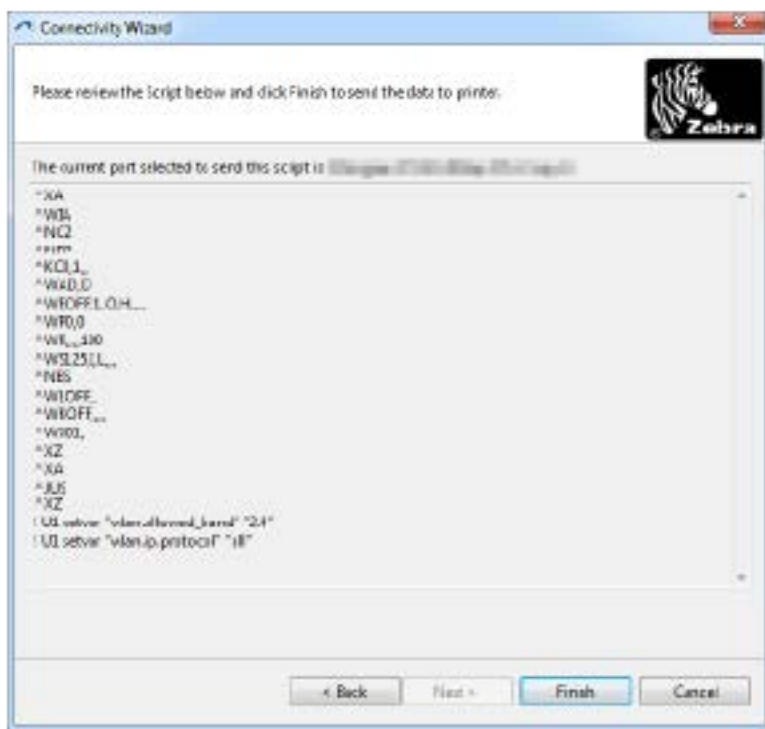 Connectivity Wizard
Please review the Script below and click Finish to send the data to printer.
Zebra
The current port selected to send this script is
^XA
^WIA
^NC2
^KC0,1,,
^WAD,D
^WEOFF,1,O,H,,,,
^WP0,0
^WR,,,,100
^WS,L,,
^NBS
^WLOFF,,
^WKOFF,,,,
^WX01,
^XZ
^XA
^JUS
^XZ
! U1 setvar "wlan.allowed_band" "2.4"
! U1 setvar "wlan.ip.protocol" "all"
< Back
Next >
Finish
Cancel